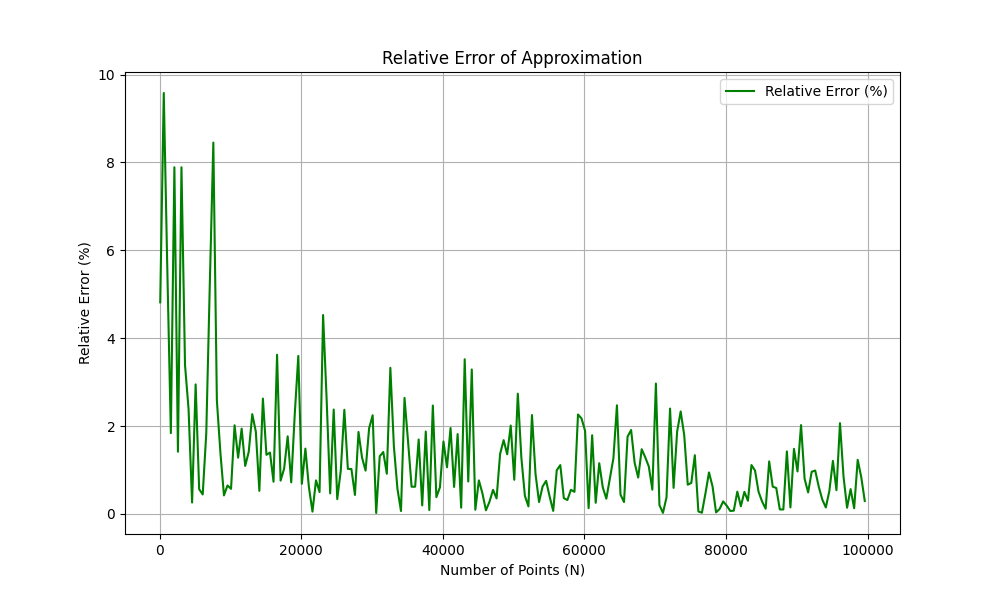 Relative Error of Approximation
Relative Error (%)
Relative Error (%)
10
8
6
4
2
0
0 20000 40000 60000 80000 100000
Number of Points (N)